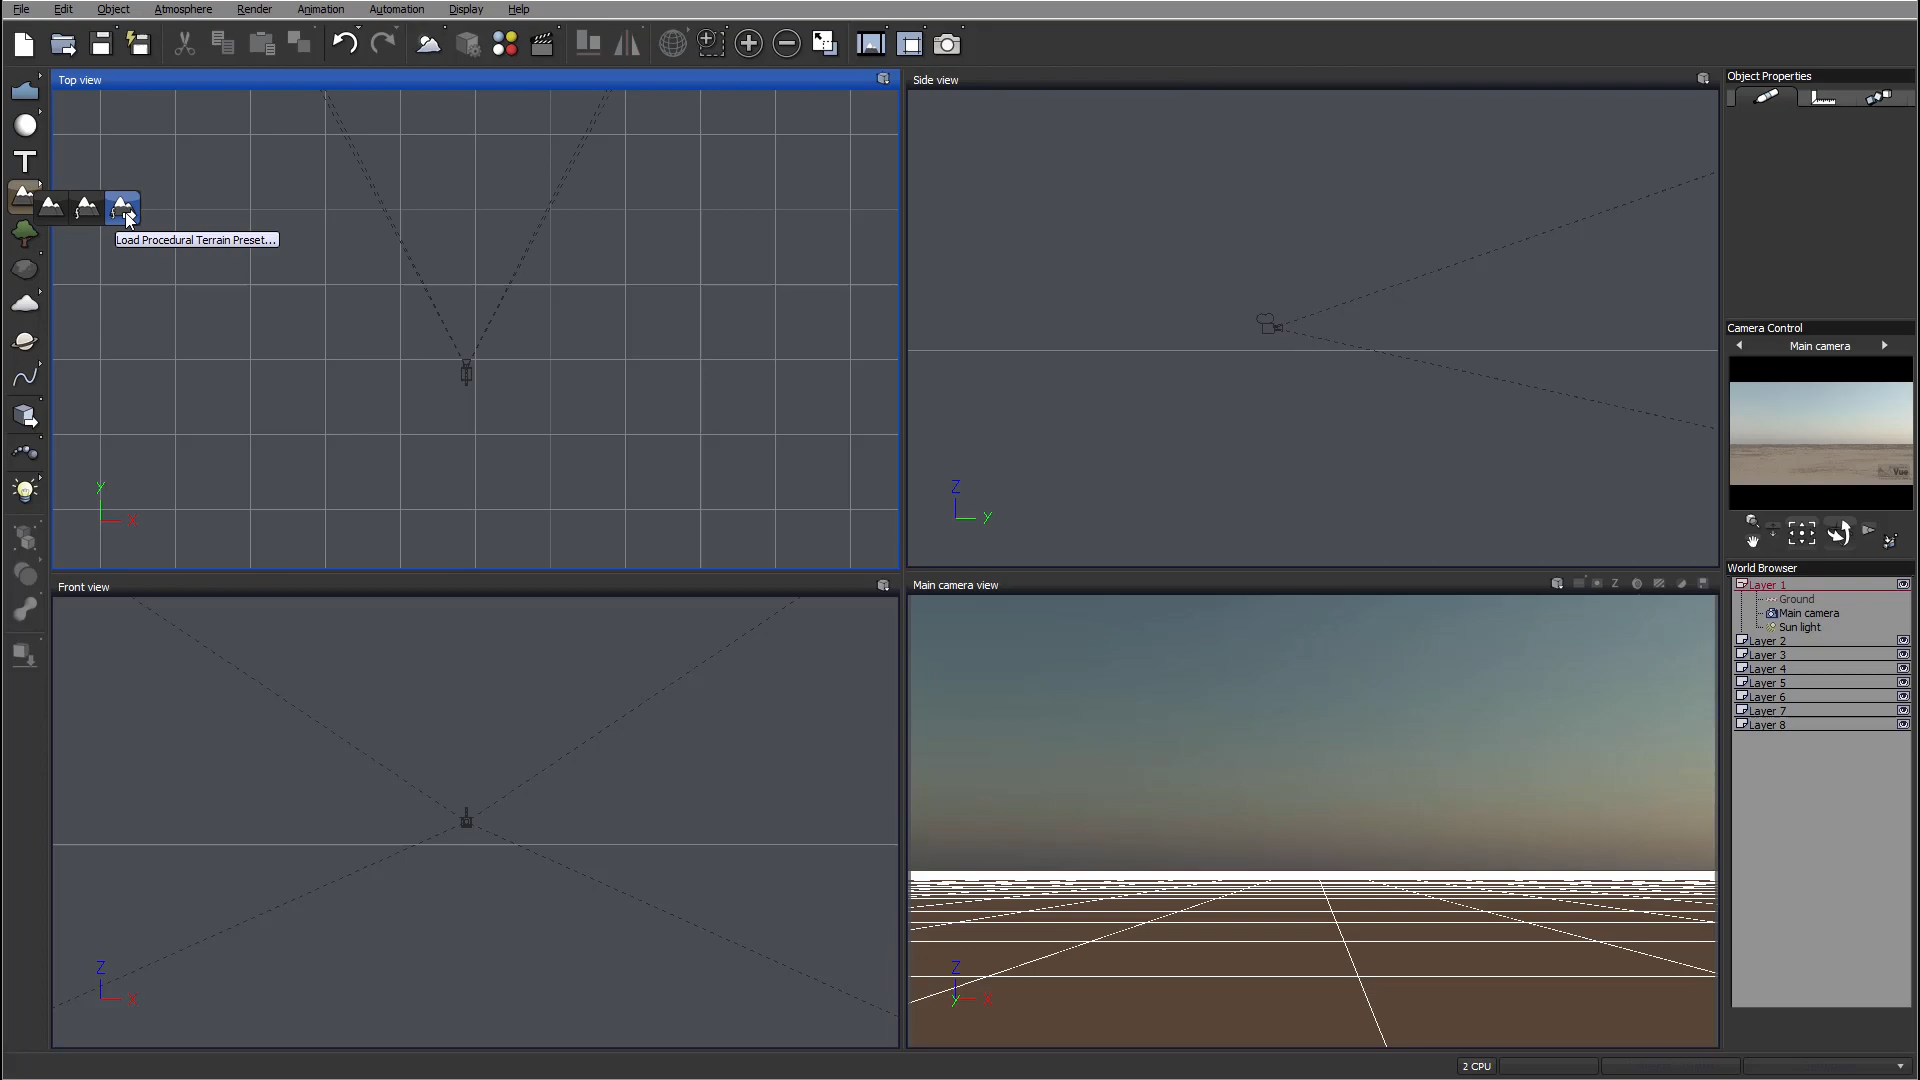 File Edit Object Atmosphere Render Animation Automation Display Help
Top view
Side view
Object Properties
Load Procedural Terrain Preset...
Camera Control
Main camera
Vue
Y
X
Z
Y
World Browser
Front view
Main camera view
Z
Layer 1
Ground
Main camera
Sun light
Layer 2
Layer 3
Layer 4
Layer 5
Layer 6
Layer 7
Layer 8
Z
X
Z
Y
X
2 CPU